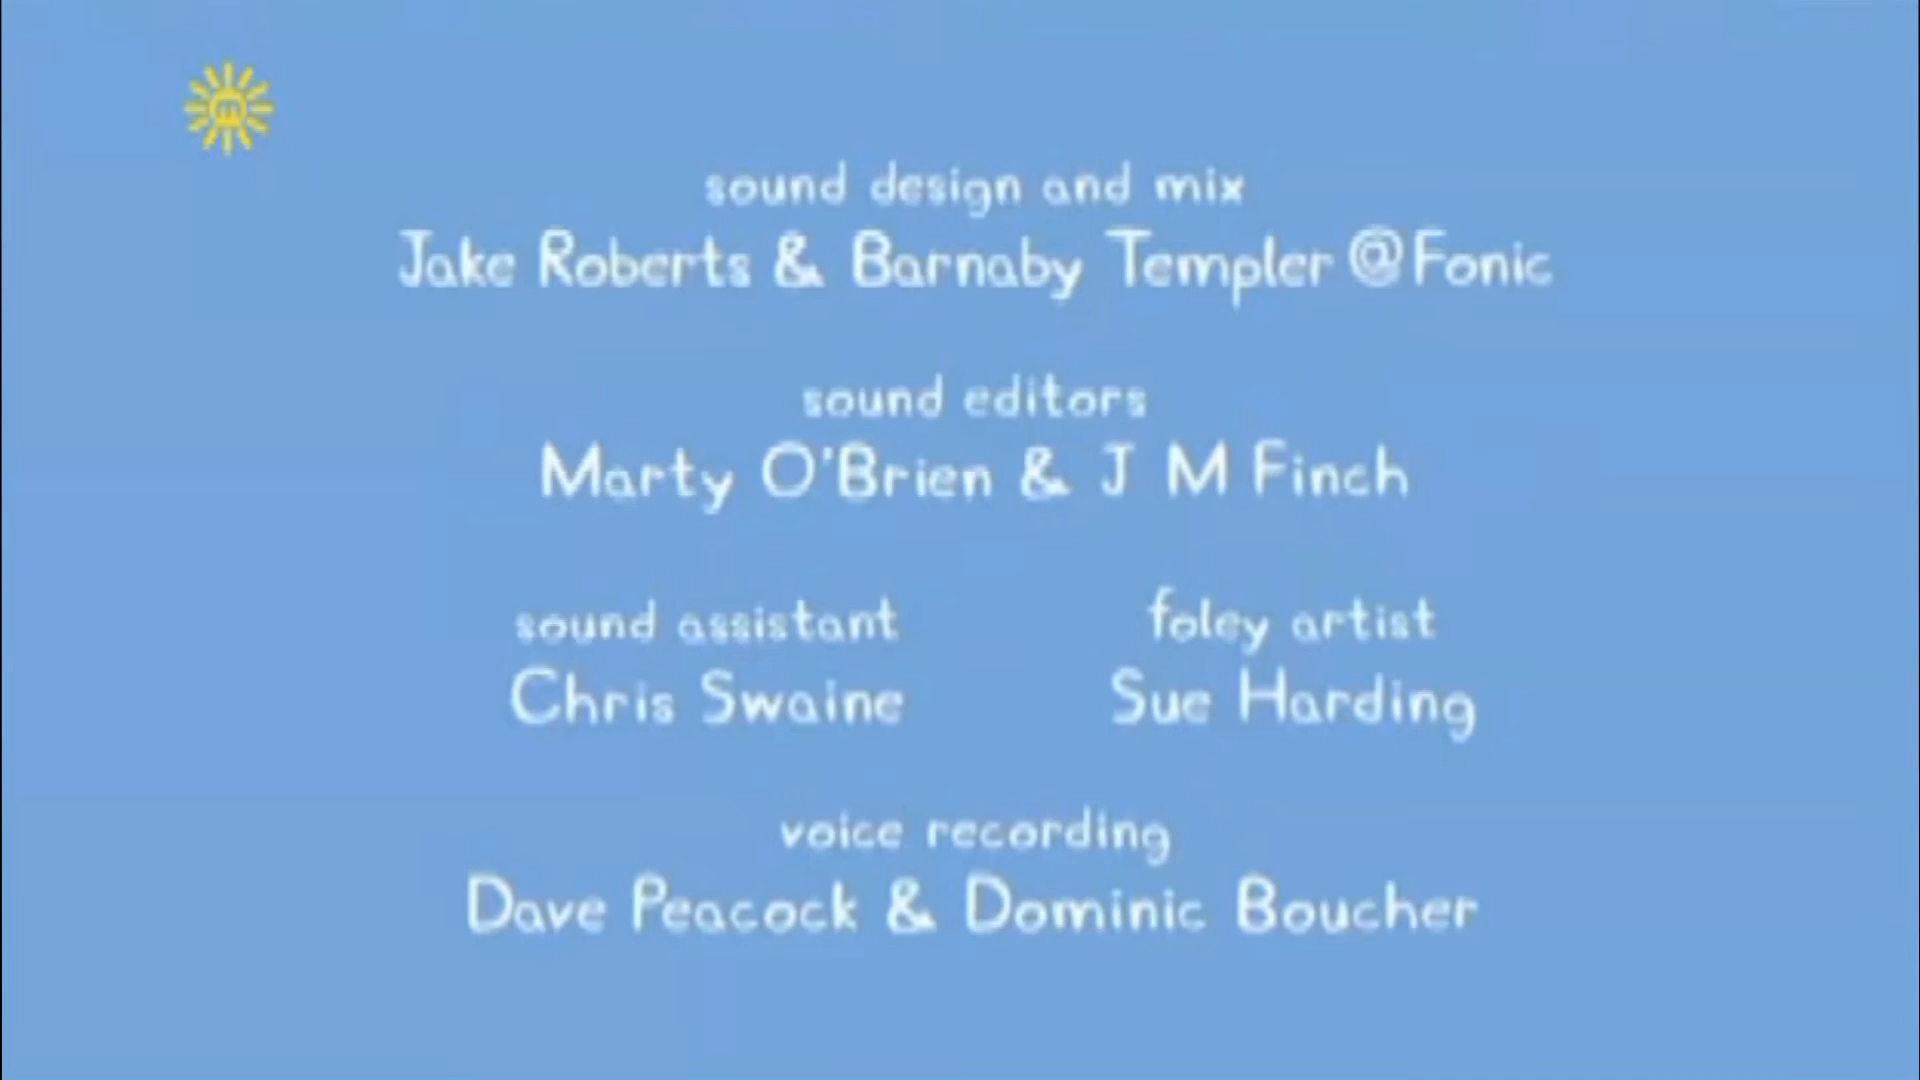 m
sound design and mix
Jake Roberts & Barnaby Templer @Fonic
sound editors
Marty O'Brien & J M Finch
sound assistant
Chris Swaine
foley artist
Sue Harding
voice recording
Dave Peacock & Dominic Boucher